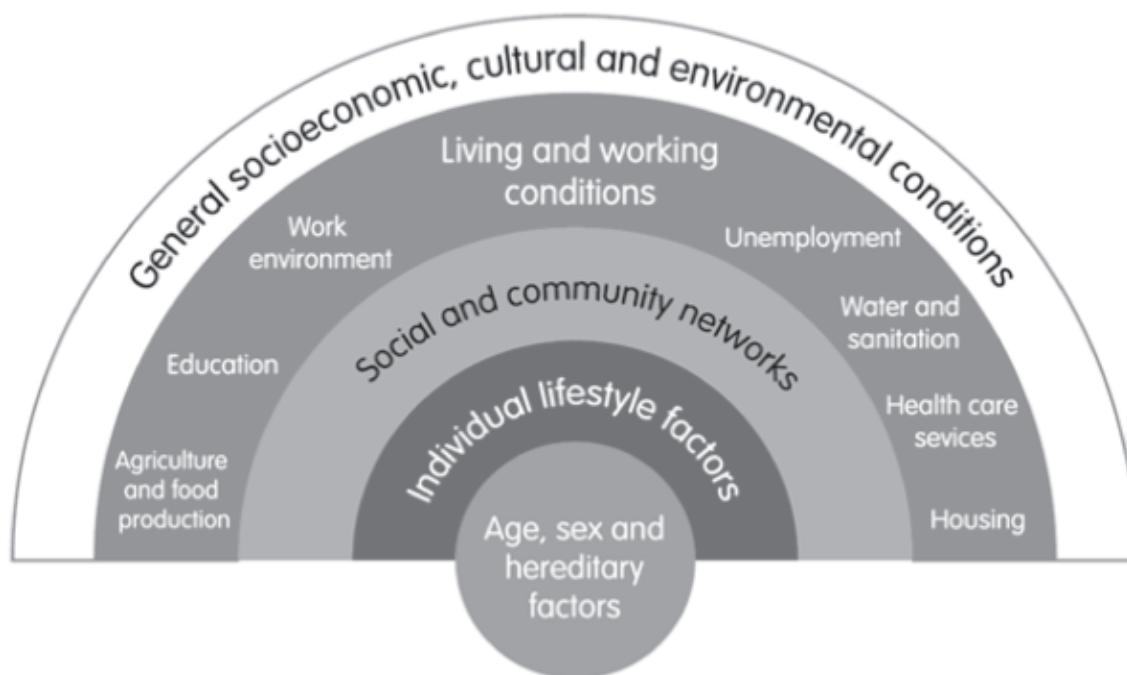 General socioeconomic, cultural and environmental conditions
Living and working
conditions
Work
environment
Unemployment
Water and
sanitation
Education
Health care
sevices
Agriculture
and food
production
Housing
Social and community networks
Individual lifestyle factors
Age, sex and
hereditary
factors